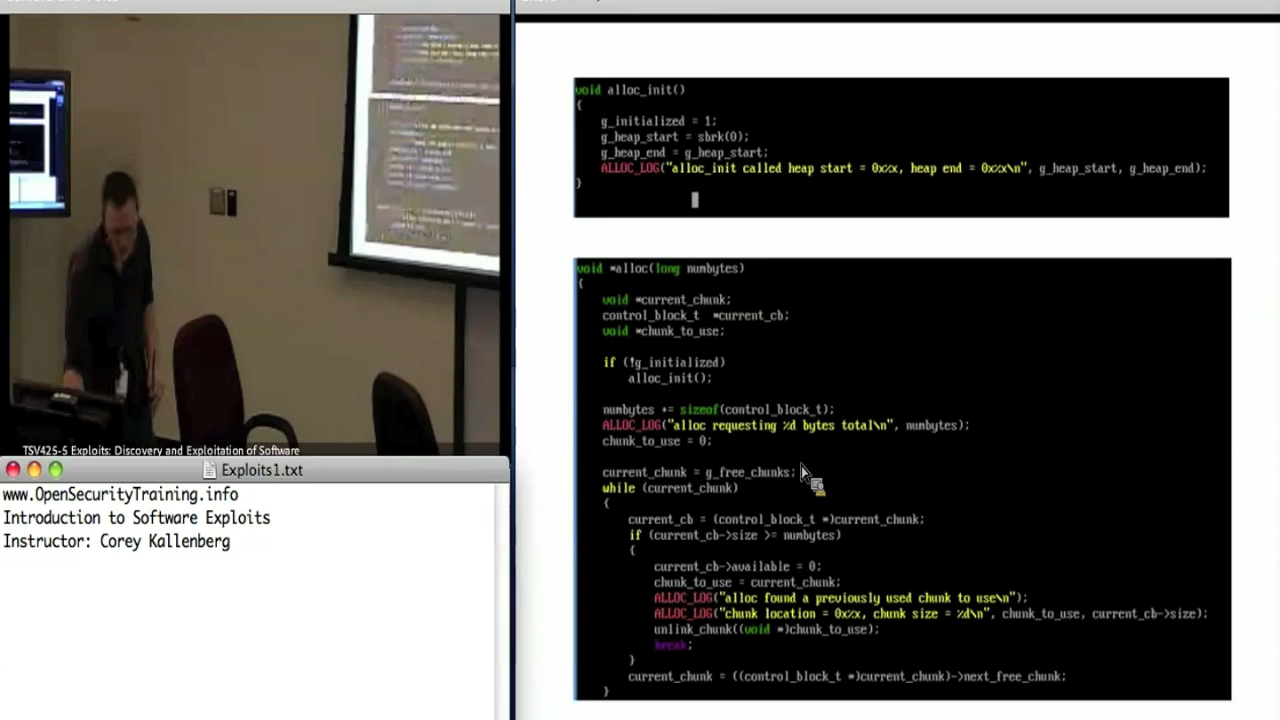 void alloc_init()
{
g_initialized = 1;
g_heap_start = sbrk(0);
g_heap_end = g_heap_start;
ALLOC_LOG("alloc_init called heap start = 0x%x, heap end = 0x%x\n", g_heap_start, g_heap_end);
}
void *alloc(long numbytes)
{
void *current_chunk;
control_block_t *current_cb;
void *chunk_to_use;
if (!g_initialized)
alloc_init();
numbytes += sizeof(control_block_t);
ALLOC_LOG("alloc requesting %d bytes total\n", numbytes);
chunk_to_use = 0;
current_chunk = g_free_chunks;
while (current_chunk)
{
current_cb = (control_block_t *)current_chunk;
if (current_cb->size >= numbytes)
{
current_cb->available = 0;
chunk_to_use = current_chunk;
ALLOC_LOG("alloc found a previously used chunk to use\n");
ALLOC_LOG("chunk location = 0x%x, chunk size = %d\n", chunk_to_use, current_cb->size);
unlink_chunk((void *)chunk_to_use);
break;
}
current_chunk = ((control_block_t *)current_chunk)->next_free_chunk;
}
TSV425-5 Exploits: Discovery and Exploitation of Software
Exploits1.txt
www.OpenSecurityTraining.info
Introduction to Software Exploits
Instructor: Corey Kallenberg